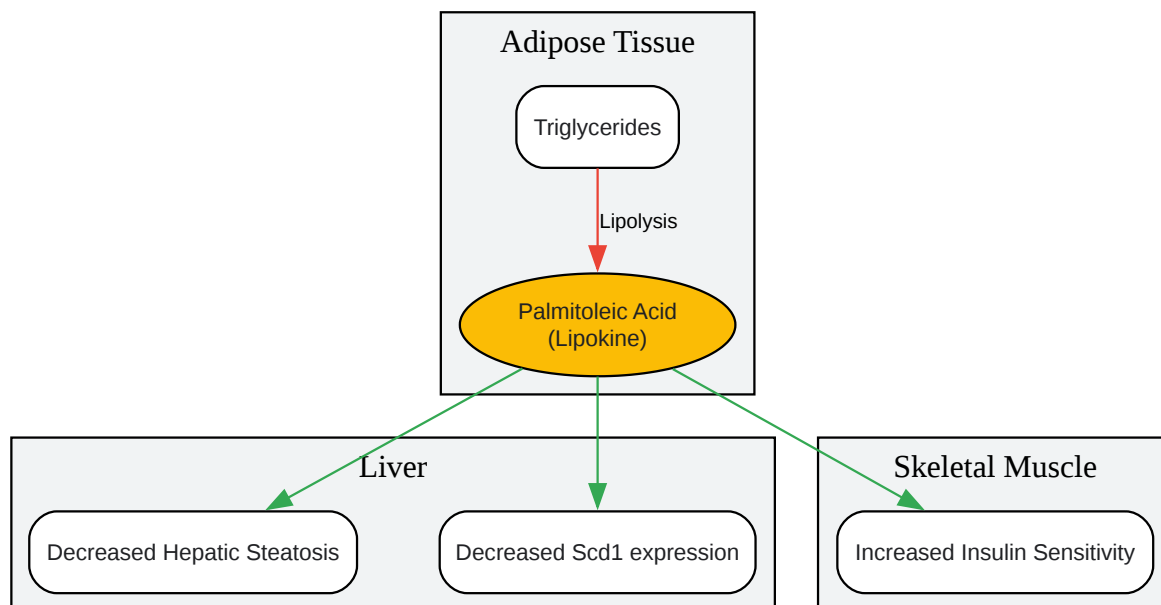 Adipose Tissue
Triglycerides
Lipolysis
Palmitoleic Acid
(Lipokine)
Liver
Skeletal Muscle
Decreased Hepatic Steatosis
Decreased Scd1 expression
Increased Insulin Sensitivity